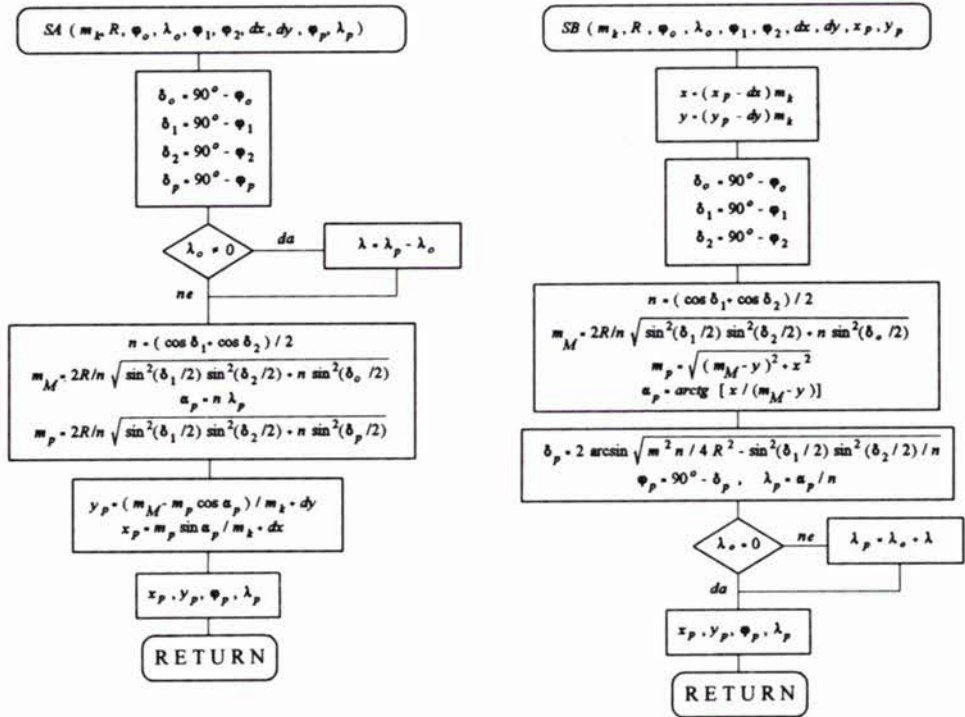 SA ( m_k, R, φ_o, λ_o, φ_1, φ_2, dx, dy, φ_p, λ_p )
δ_o = 90° - φ_o
δ_1 = 90° - φ_1
δ_2 = 90° - φ_2
δ_p = 90° - φ_p
λ_o ≠ 0
da
λ = λ_p - λ_o
ne
n = ( cos δ_1 + cos δ_2 ) / 2
m_M = 2R/n √ sin²(δ_1 /2) sin²(δ_2 /2) + n sin²(δ_o /2)
α_p = n λ_p
m_p = 2R/n √ sin²(δ_1 /2) sin²(δ_2 /2) + n sin²(δ_p /2)
y_p = ( m_M - m_p cos α_p ) / m_k + dy
x_p = m_p sin α_p / m_k + dx
x_p , y_p , φ_p , λ_p
RETURN
SB ( m_k , R , φ_o , λ_o , φ_1 , φ_2 , dx , dy , x_p , y_p
x = ( x_p - dx ) m_k
y = ( y_p - dy ) m_k
δ_o = 90° - φ_o
δ_1 = 90° - φ_1
δ_2 = 90° - φ_2
n = ( cos δ_1 + cos δ_2 ) / 2
m_M = 2R/n √ sin²(δ_1 /2) sin²(δ_2 /2) + n sin²(δ_o /2)
m_p = √ ( m_M - y )² + x²
α_p = arctg [ x / ( m_M - y )]
δ_p = 2 arcsin √ m² n / 4 R² - sin²(δ_1 /2) sin²(δ_2 /2) / n
φ_p = 90° - δ_p , λ_p = α_p / n
λ_o = 0
ne
λ_p = λ_o + λ
da
x_p , y_p , φ_p , λ_p
RETURN